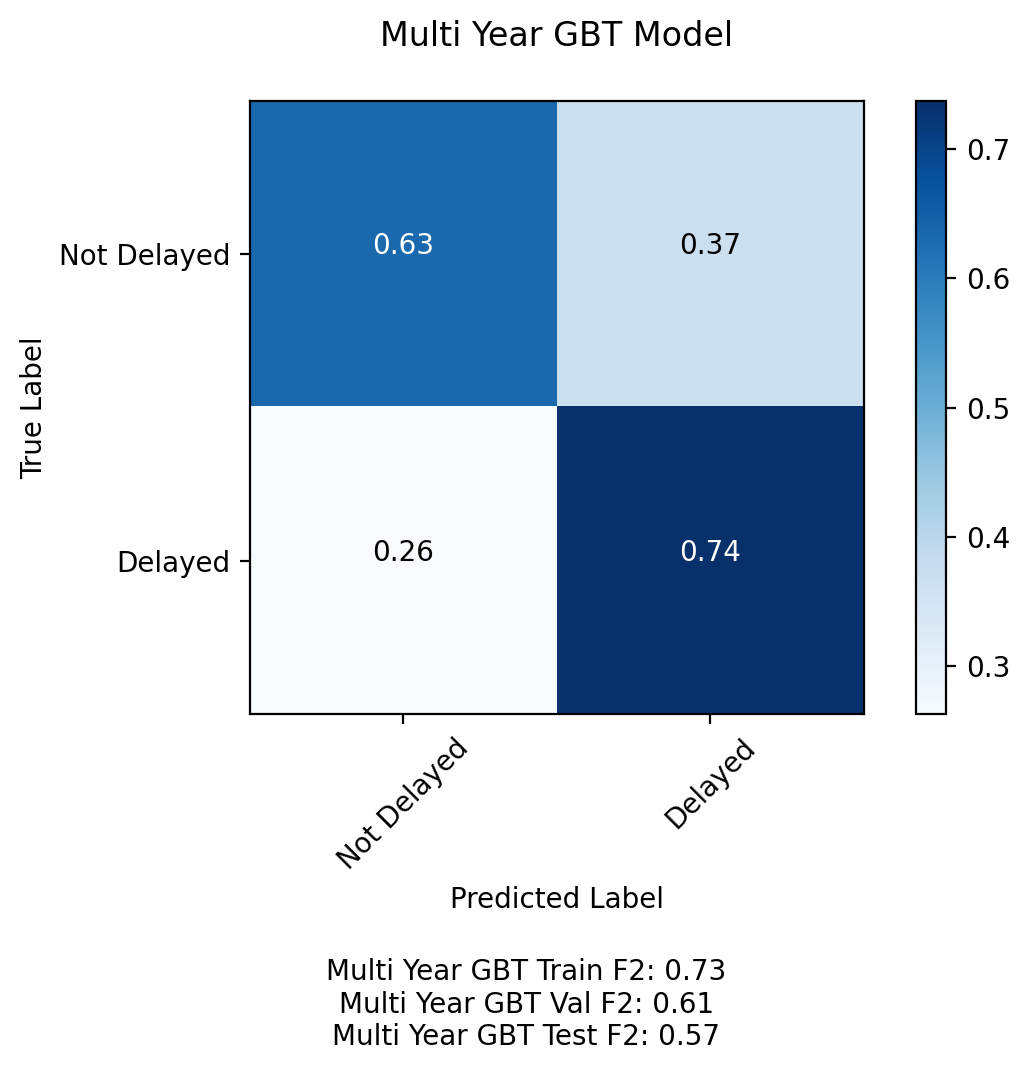 Multi Year GBT Model
True Label
Not Delayed
0.63
0.37
0.7
0.6
0.5
0.4
0.3
Delayed
0.26
0.74
Not Delayed
Delayed
Predicted Label
Multi Year GBT Train F2: 0.73
Multi Year GBT Val F2: 0.61
Multi Year GBT Test F2: 0.57